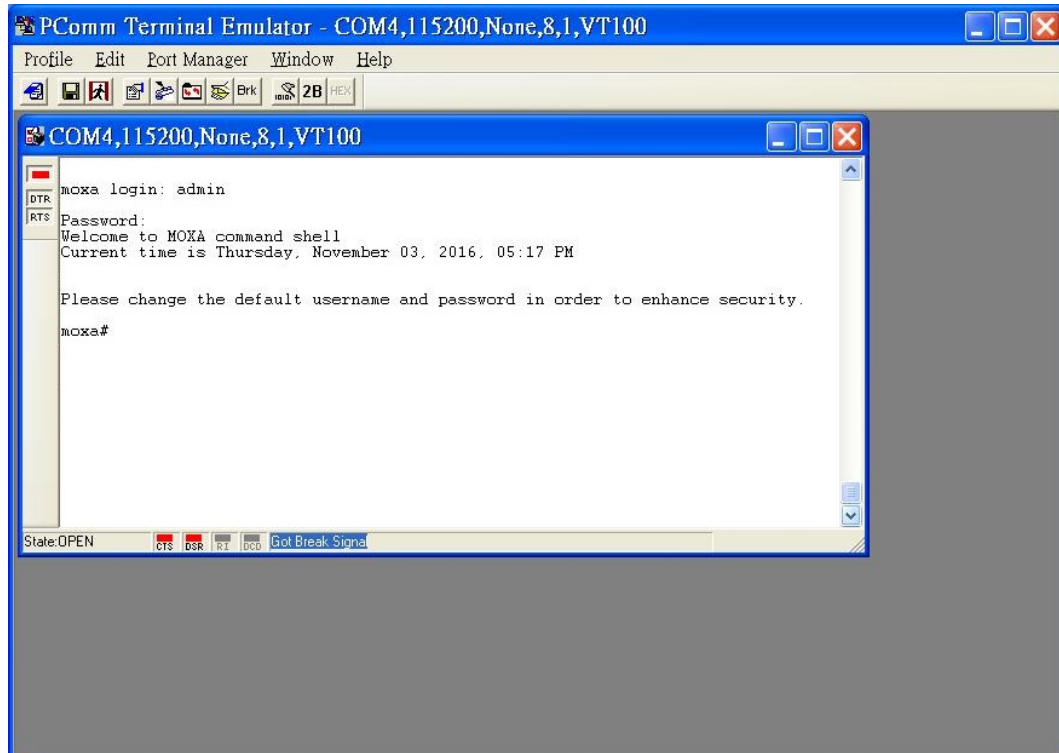 PComm Terminal Emulator - COM4,115200,None,8,1,VT100
Profile Edit Port Manager Window Help
Brk 2B HEX
COM4,115200,None,8,1,VT100
DTR
RTS
moxa login: admin
Password:
Welcome to MOXA command shell
Current time is Thursday, November 03, 2016, 05:17 PM
Please change the default username and password in order to enhance security.
moxa#
State:OPEN CTS DSR RI DCD Got Break Signal